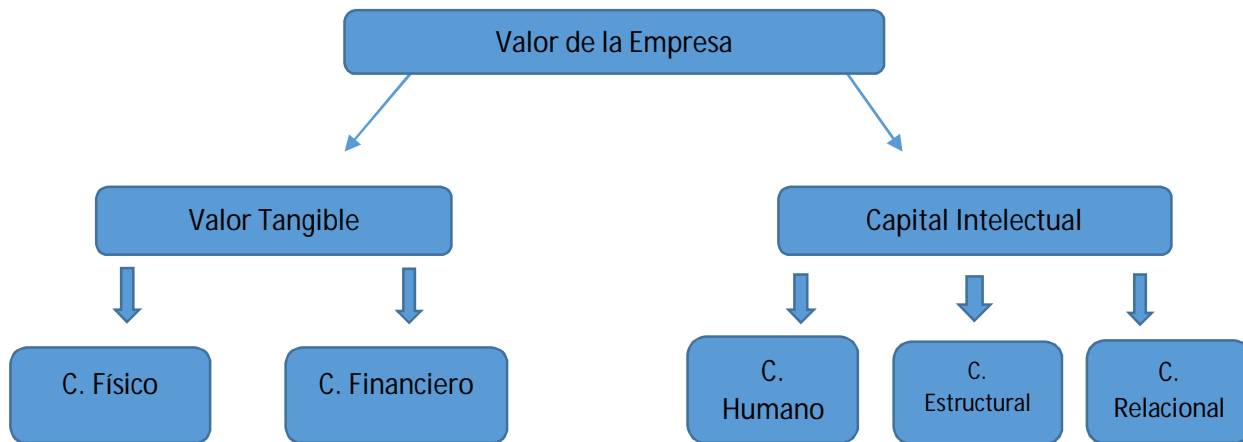 Valor de la Empresa
Valor Tangible
Capital Intelectual
C. Físico
C. Financiero
C.
Humano
C.
Estructural
C.
Relacional